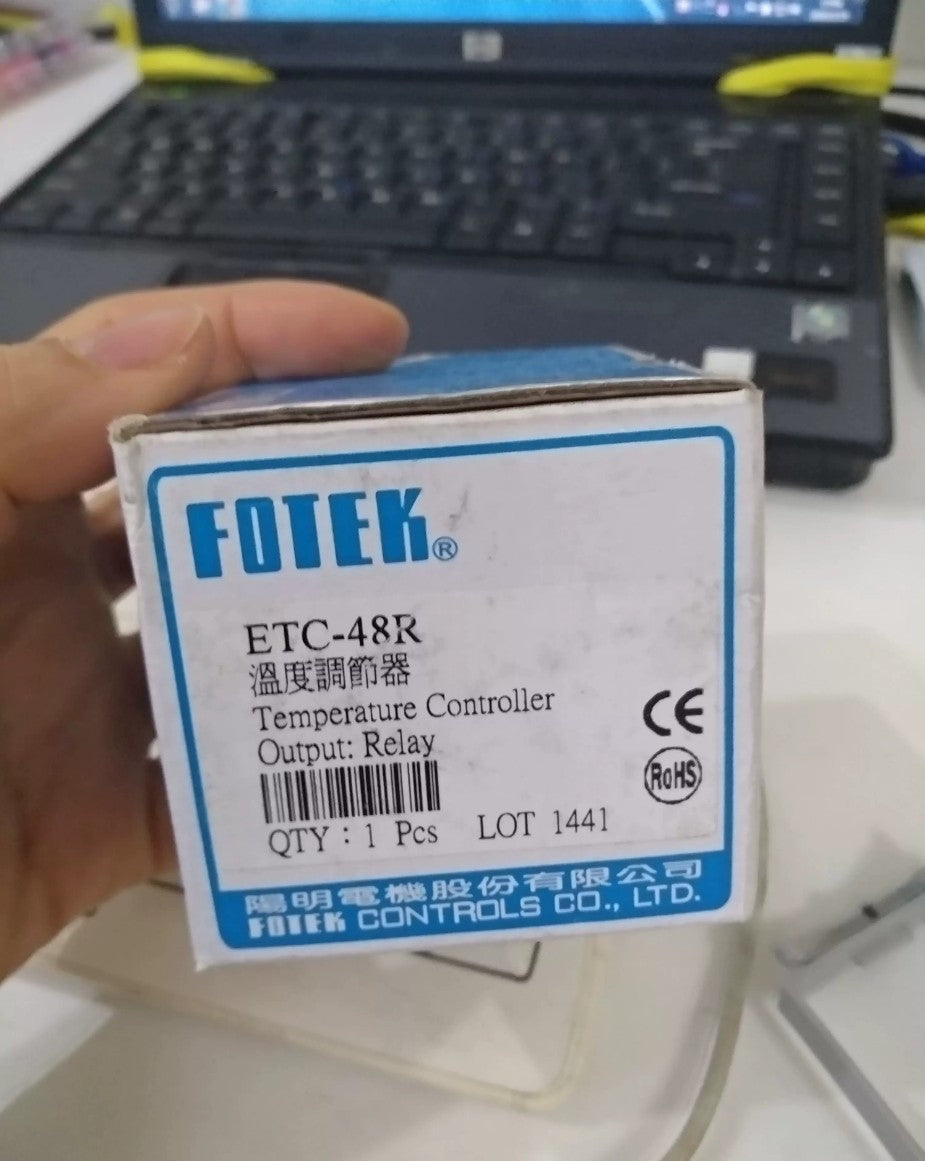 FOTEK®
ETC-48R
溫度調節器
Temperature Controller
Output: Relay
CE
RoHS
QTY : 1 Pcs LOT 1441
陽明電機股份有限公司
FOTEK CONTROLS CO., LTD.